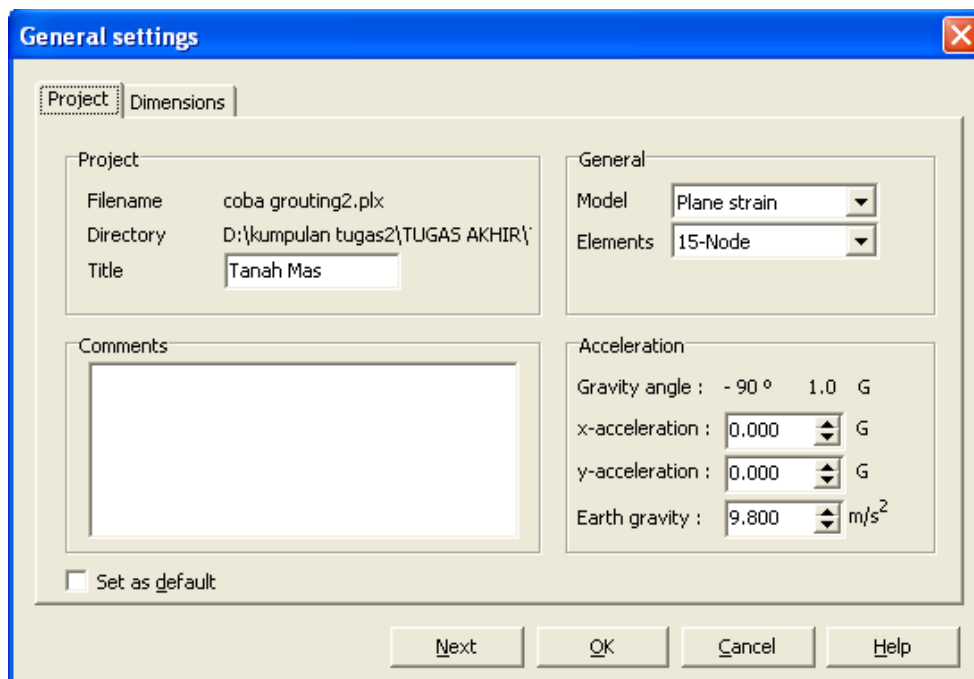 General settings
Project Dimensions
Project
Filename coba grouting2.plx
Directory D:\kumpulan tugas2\TUGAS AKHIR\
Title Tanah Mas
General
Model Plane strain
Elements 15-Node
Comments
Acceleration
Gravity angle : - 90 º 1.0 G
x-acceleration : 0.000 G
y-acceleration : 0.000 G
Earth gravity : 9.800 m/s²
Set as default
Next OK Cancel Help